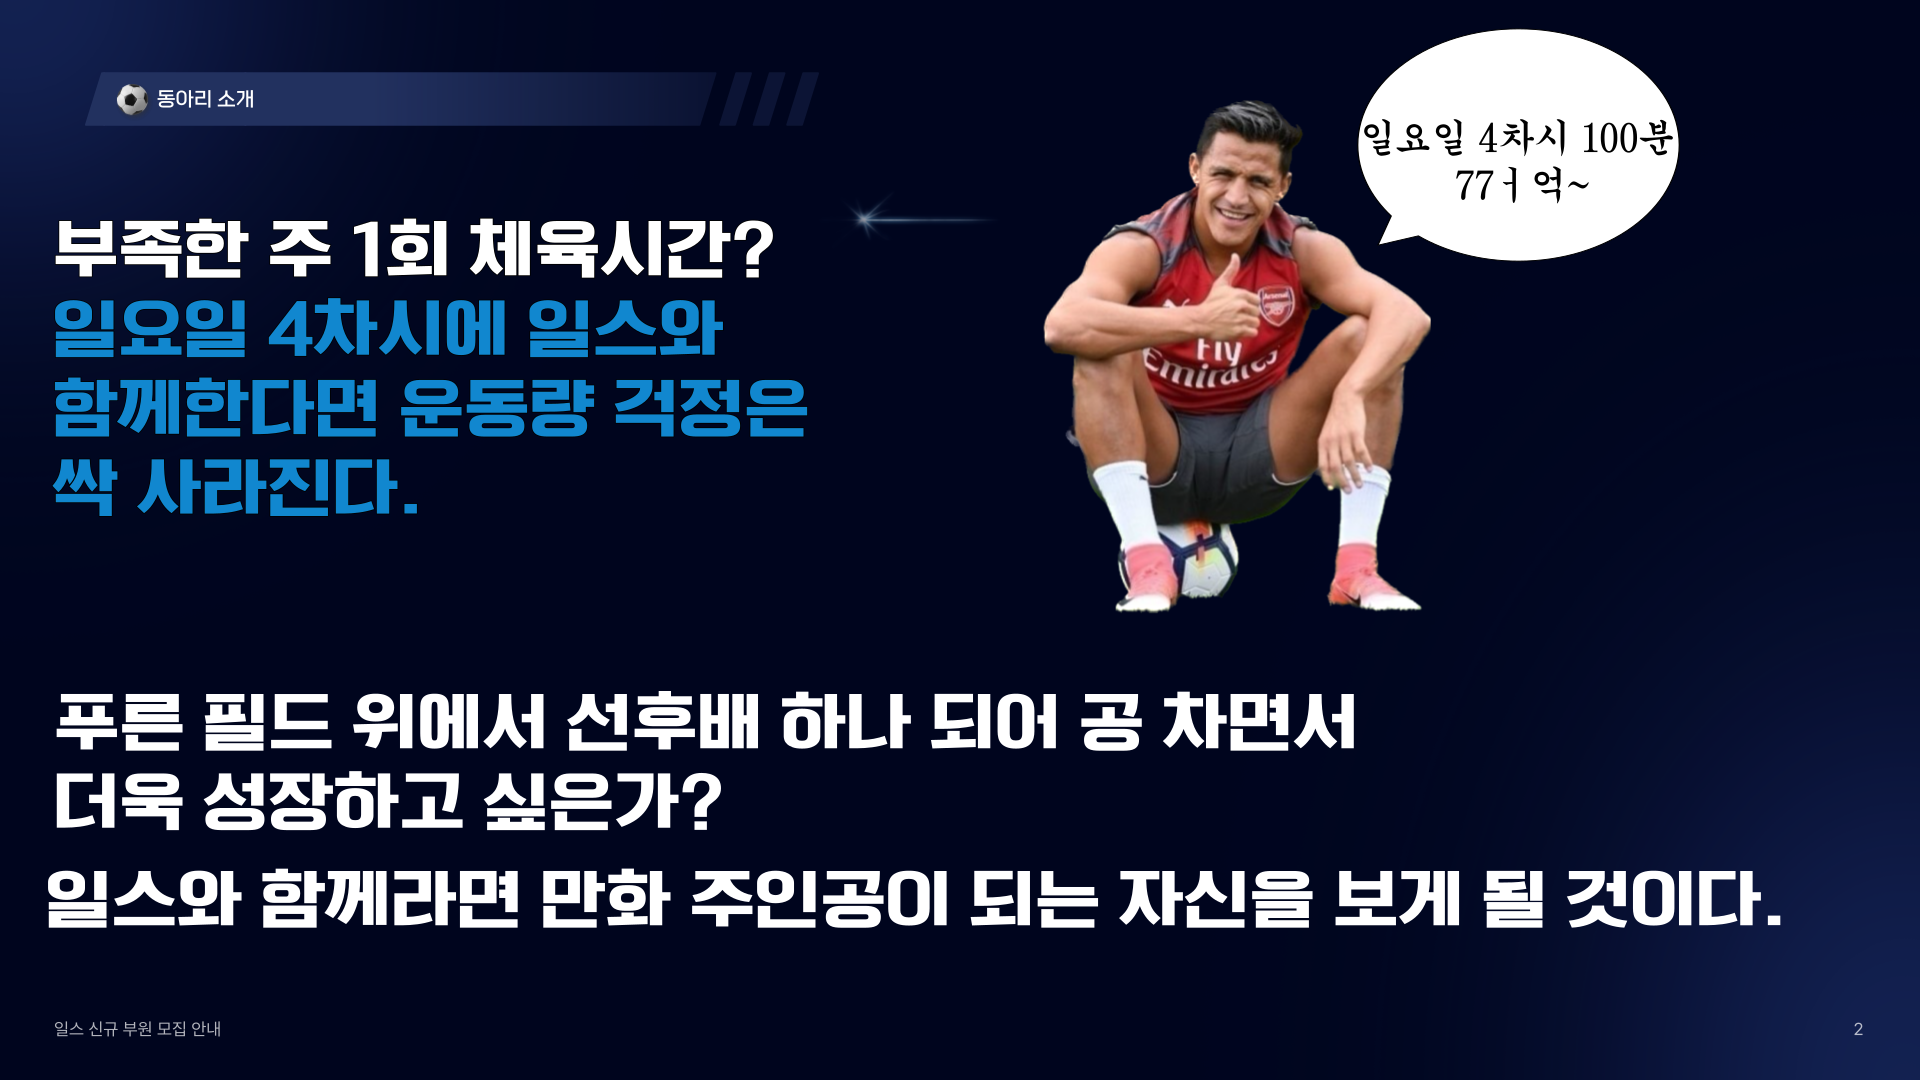 동아리 소개
일요일 4차시 100분
77ㅓ억~
부족한 주 1회 체육시간?
일요일 4차시에 일스와
함께한다면 운동량 걱정은
싹 사라진다.
Arsenal
Fly
Emirates
푸른 필드 위에서 선후배 하나 되어 공 차면서
더욱 성장하고 싶은가?
일스와 함께라면 만화 주인공이 되는 자신을 보게 될 것이다.
일스 신규 부원 모집 안내
2